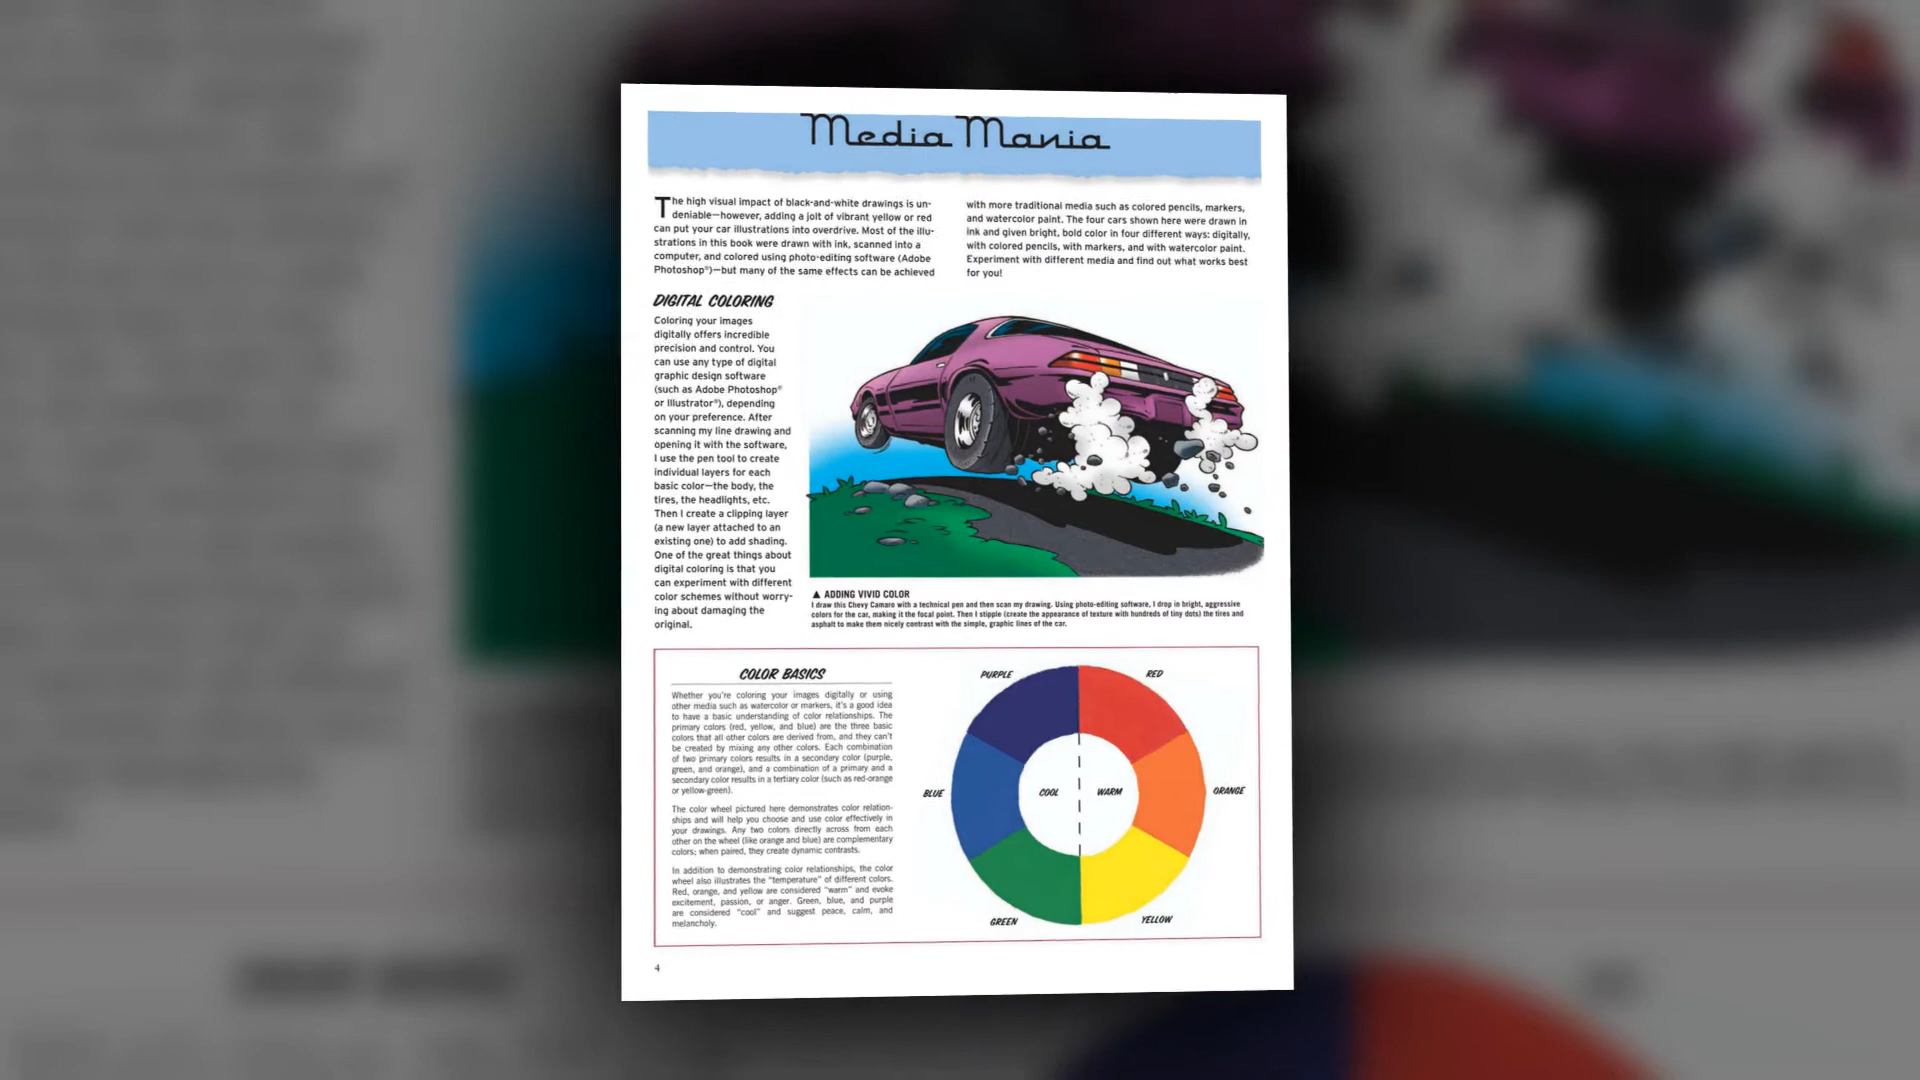 Media Mania
The high visual impact of black-and-white drawings is un-
deniable—however, adding a jolt of vibrant yellow or red
can put your car illustrations into overdrive. Most of the illu-
strations in this book were drawn with ink, scanned into a
computer, and colored using photo-editing software (Adobe
Photoshop®)—but many of the same effects can be achieved
with more traditional media such as colored pencils, markers,
and watercolor paint. The four cars shown here were drawn in
ink and given bright, bold color in four different ways: digitally,
with colored pencils, with markers, and with watercolor paint.
Experiment with different media and find out what works best
for you!
DIGITAL COLORING
Coloring your images
digitally offers incredible
precision and control. You
can use any type of digital
graphic design software
(such as Adobe Photoshop®
or Illustrator®), depending
on your preference. After
scanning my line drawing and
opening it with the software,
I use the pen tool to create
individual layers for each
basic color—the body, the
tires, the headlights, etc.
Then I create a clipping layer
(a new layer attached to an
existing one) to add shading.
One of the great things about
digital coloring is that you
can experiment with different
color schemes without worry-
ing about damaging the
original.
▲ ADDING VIVID COLOR
I draw this Chevy Camaro with a technical pen and then scan my drawing. Using photo-editing software, I drop in bright, aggressive
colors for the car, making it the focal point. Then I stipple (create the appearance of texture with hundreds of tiny dots) the tires and
asphalt to make them nicely contrast with the simple, graphic lines of the car.
COLOR BASICS
Whether you're coloring your images digitally or using
other media such as watercolor or markers, it's a good idea
to have a basic understanding of color relationships. The
primary colors (red, yellow, and blue) are the three basic
colors that all other colors are derived from, and they can't
be created by mixing any other colors. Each combination
of two primary colors results in a secondary color (purple,
green, and orange), and a combination of a primary and a
secondary color results in a tertiary color (such as red-orange
or yellow-green).
The color wheel pictured here demonstrates color relation-
ships and will help you choose and use color effectively in
your drawings. Any two colors directly across from each
other on the wheel (like orange and blue) are complementary
colors; when paired, they create dynamic contrasts.
In addition to demonstrating color relationships, the color
wheel also illustrates the "temperature" of different colors.
Red, orange, and yellow are considered "warm" and evoke
excitement, passion, or anger. Green, blue, and purple
are considered "cool" and suggest peace, calm, and
melancholy.
PURPLE
RED
BLUE
COOL
WARM
ORANGE
GREEN
YELLOW
4